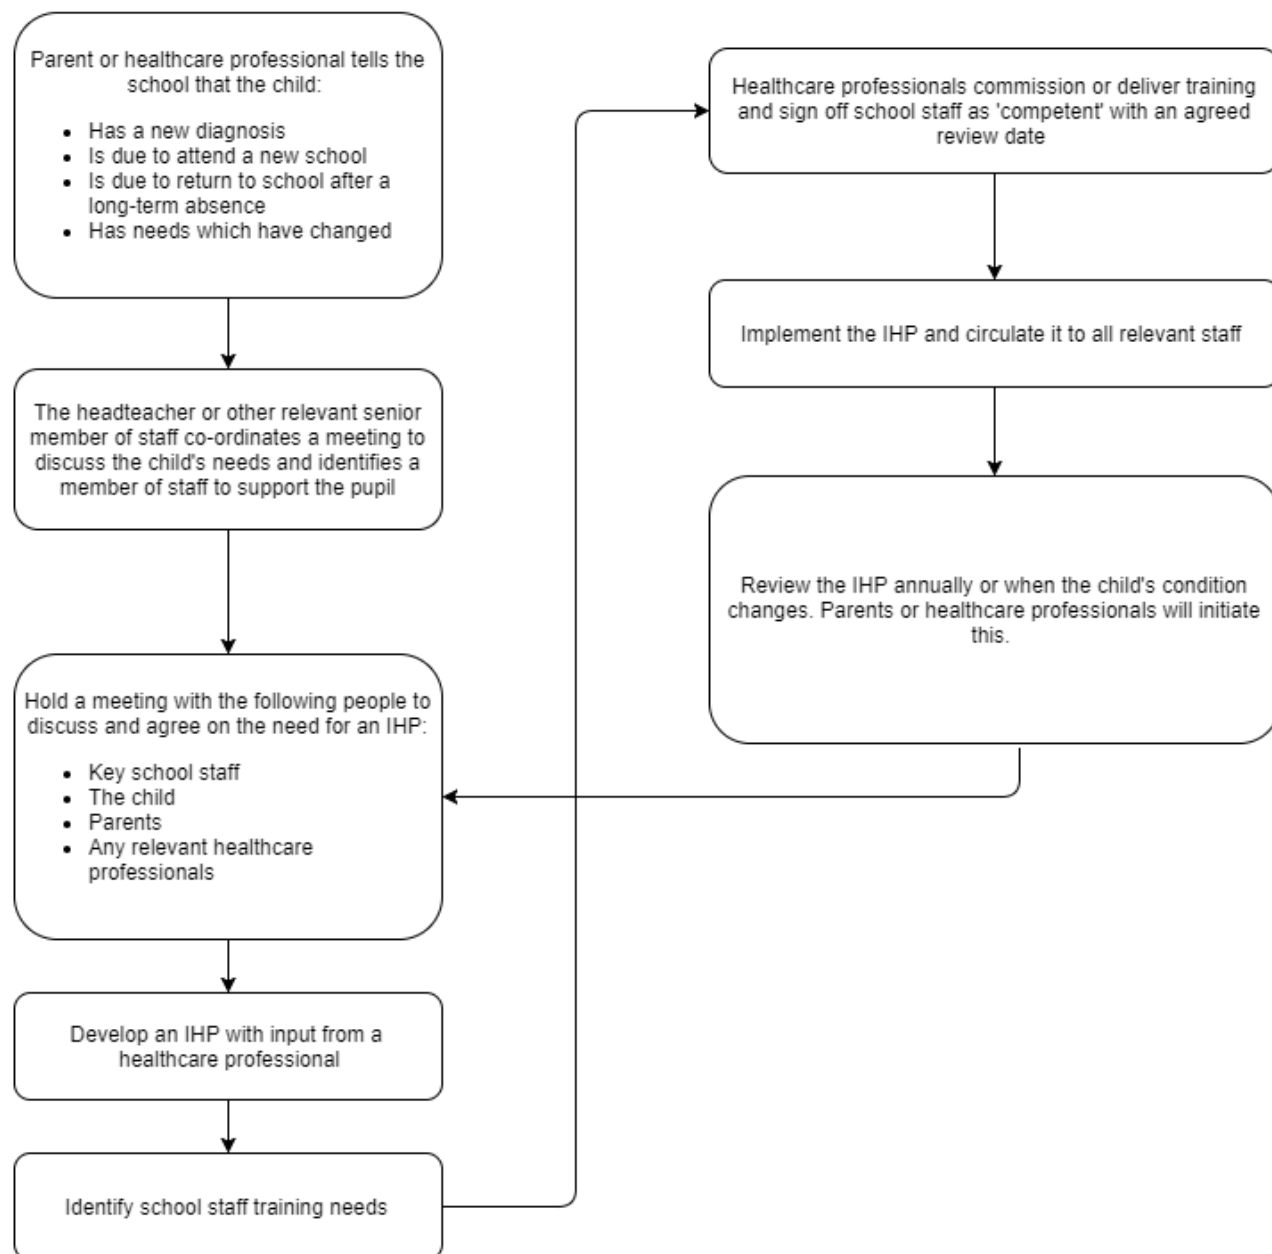 Parent or healthcare professional tells the
school that the child:
• Has a new diagnosis
• Is due to attend a new school
• Is due to return to school after a
long-term absence
• Has needs which have changed
The headteacher or other relevant senior
member of staff co-ordinates a meeting to
discuss the child's needs and identifies a
member of staff to support the pupil
Hold a meeting with the following people to
discuss and agree on the need for an IHP:
• Key school staff
• The child
• Parents
• Any relevant healthcare
professionals
Develop an IHP with input from a
healthcare professional
Identify school staff training needs
Healthcare professionals commission or deliver training
and sign off school staff as 'competent' with an agreed
review date
Implement the IHP and circulate it to all relevant staff
Review the IHP annually or when the child's condition
changes. Parents or healthcare professionals will initiate
this.